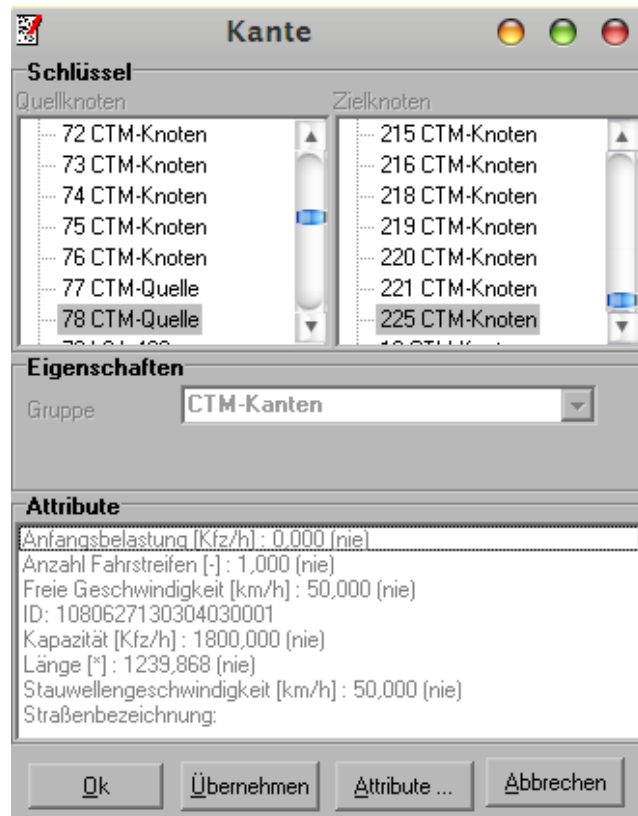 Kante
Schlüssel
Quellknoten
72 CTM-Knoten
73 CTM-Knoten
74 CTM-Knoten
75 CTM-Knoten
76 CTM-Knoten
77 CTM-Quelle
78 CTM-Quelle
Zielknoten
215 CTM-Knoten
216 CTM-Knoten
218 CTM-Knoten
219 CTM-Knoten
220 CTM-Knoten
221 CTM-Knoten
225 CTM-Knoten
Eigenschaften
Gruppe CTM-Kanten
Attribute
Anfangsbelastung [Kfz/h] : 0,000 (nie)
Anzahl Fahrstreifen [-] : 1,000 (nie)
Freie Geschwindigkeit [km/h] : 50,000 (nie)
ID: 1080627130304030001
Kapazität [Kfz/h] : 1800,000 (nie)
Länge [*] : 1239,868 (nie)
Stauwellengeschwindigkeit [km/h] : 50,000 (nie)
Straßenbezeichnung:
Ok Übernehmen Attribute ... Abbrechen